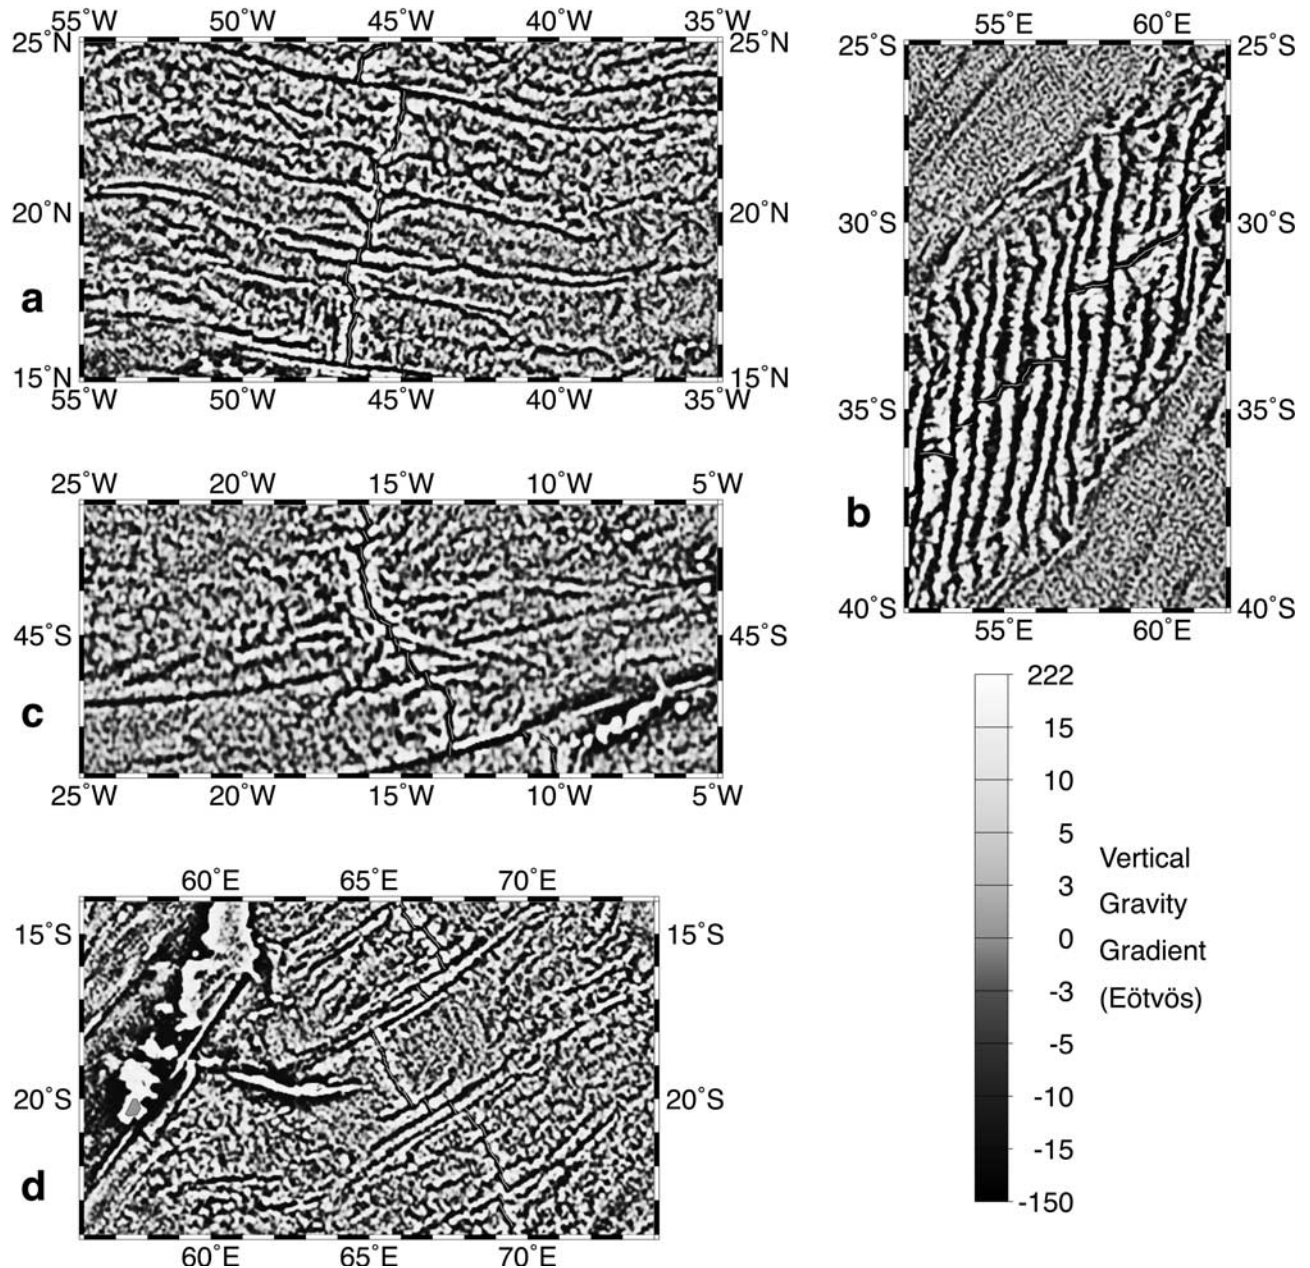 55˚W 50˚W 45˚W 40˚W 35˚W
25˚N 25˚N
20˚N 20˚N
a
15˚N 15˚N
55˚W 50˚W 45˚W 40˚W 35˚W
55˚E 60˚E
25˚S 25˚S
30˚S 30˚S
35˚S 35˚S
b
40˚S 40˚S
55˚E 60˚E
25˚W 20˚W 15˚W 10˚W 5˚W
45˚S 45˚S
c
25˚W 20˚W 15˚W 10˚W 5˚W
60˚E 65˚E 70˚E
15˚S 15˚S
20˚S 20˚S
d
60˚E 65˚E 70˚E
222
15
10
5
3
0
-3
-5
-10
-15
-150
Vertical
Gravity
Gradient
(Eötvös)